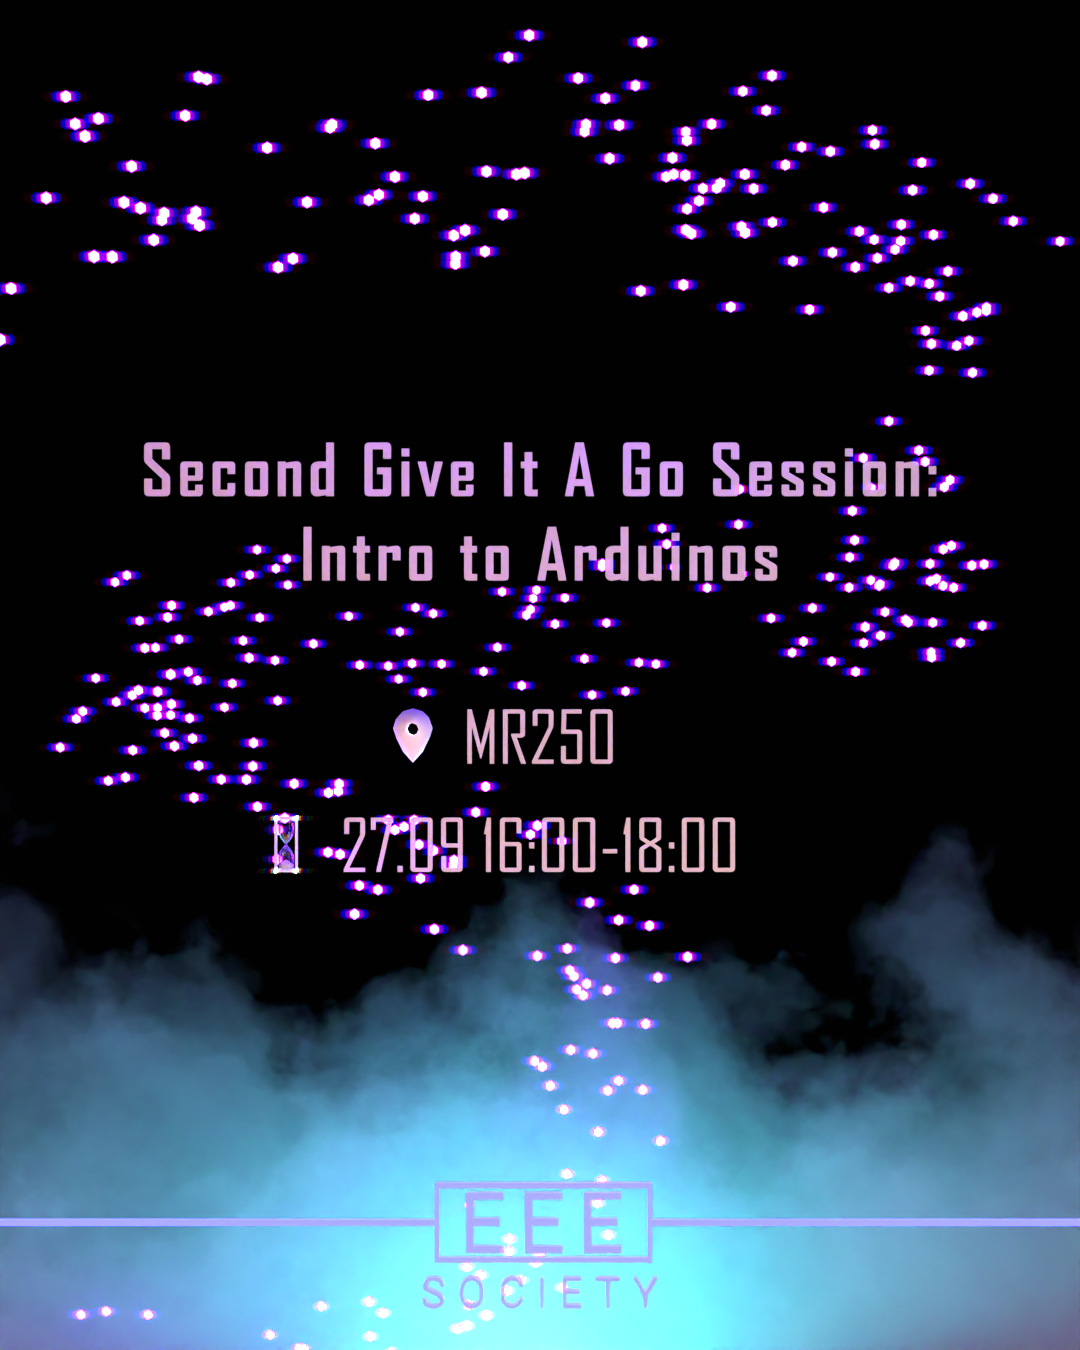 Second Give It A Go Session:
Intro to Arduinos
MR250
27.09 16:00-18:00
EEE
SOCIETY